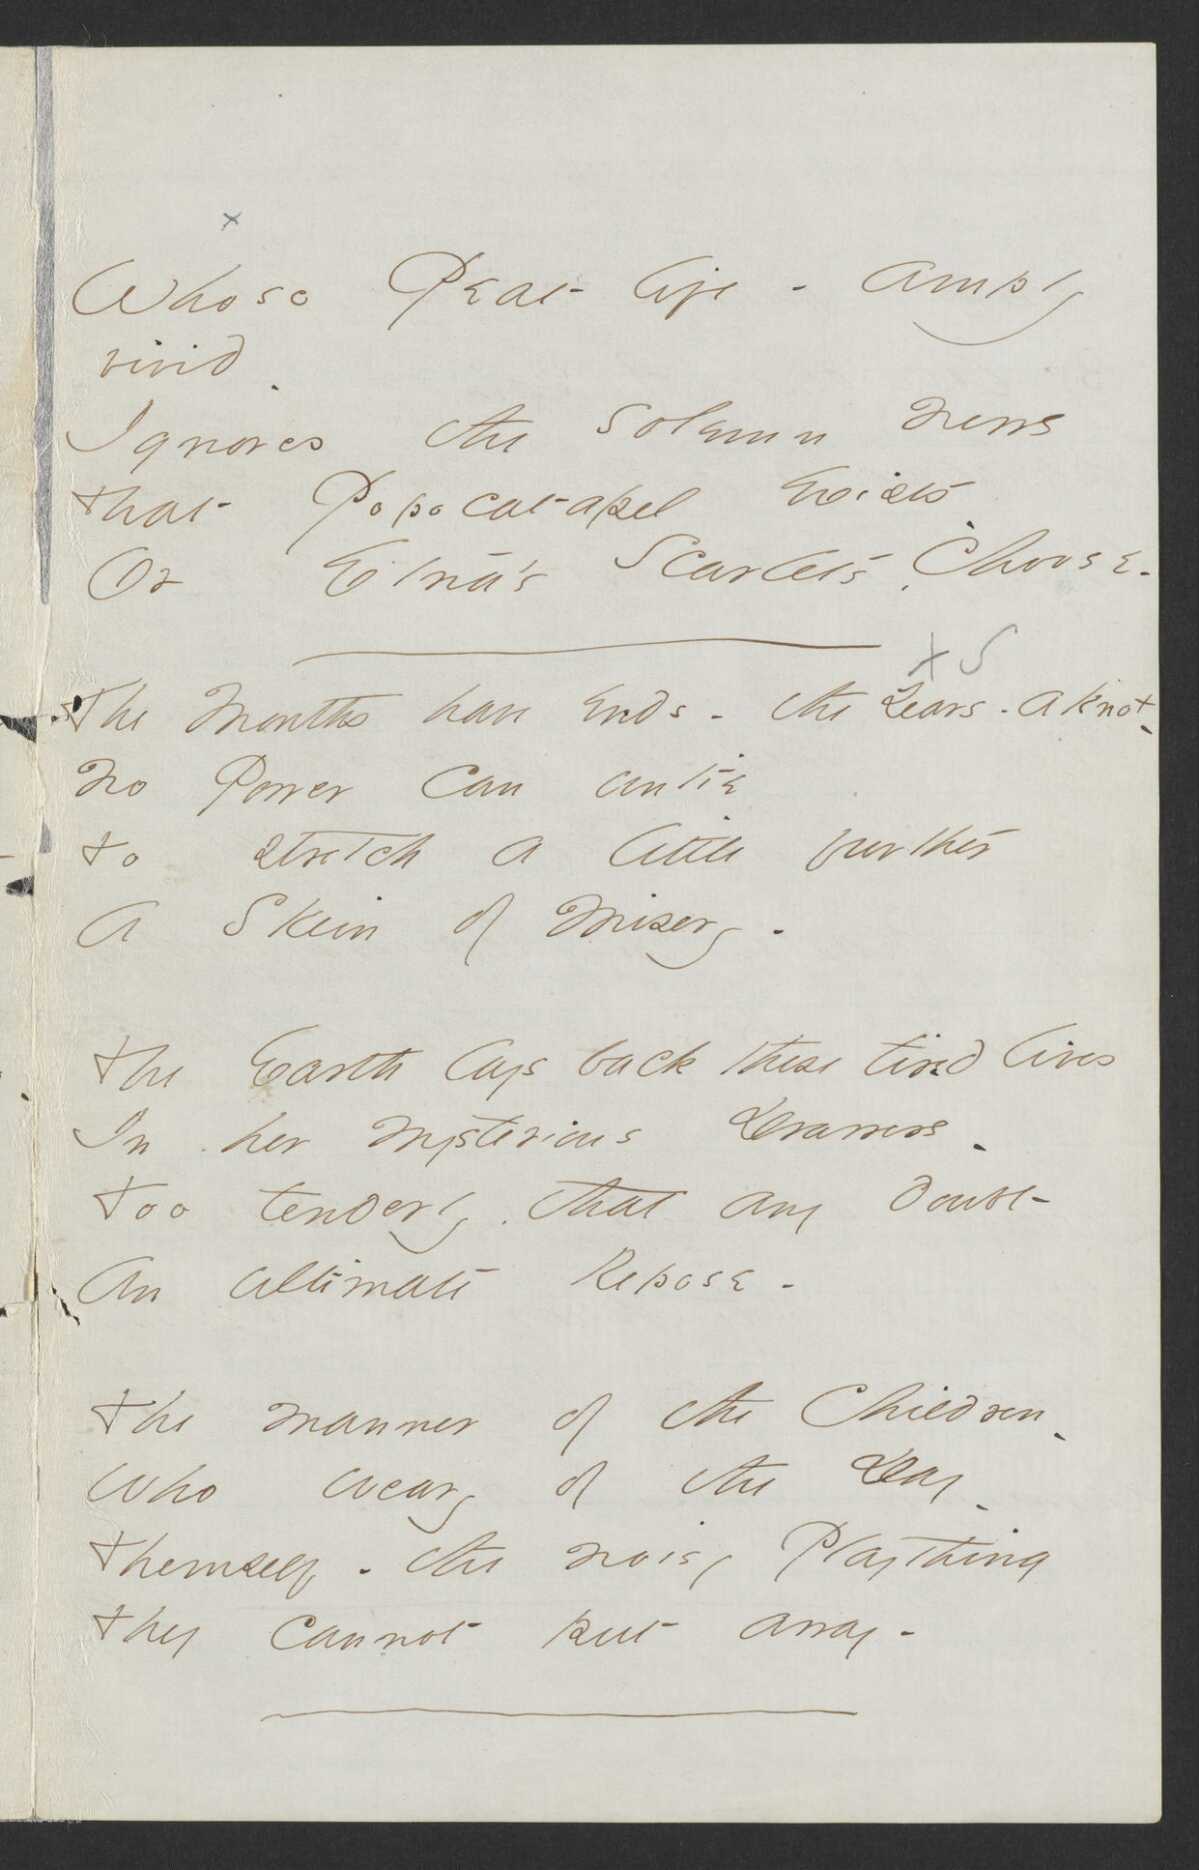 x
Whose Peat life - amply
vivid
Ignores the solemn News
That Popocatapel exists -
Or Etna's Scarlets, Choose -
x S
The Months have ends - the Years - a knot -
No Power can untie
To stretch a little further
A Skein of Misery -
The Earth lays back these tired lives
In her mysterious Drawers -
Too tenderly, that any doubt
An ultimate Repose -
The manner of the Children -
Who weary of the Day -
Themself - the noisy Plaything
They cannot put away -